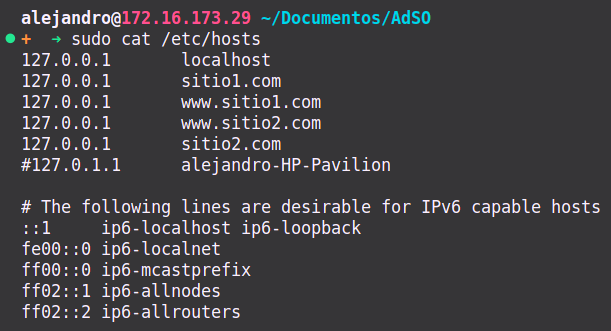 alejandro@172.16.173.29 ~/Documentos/AdSO
+ → sudo cat /etc/hosts
127.0.0.1 localhost
127.0.0.1 sitio1.com
127.0.0.1 www.sitio1.com
127.0.0.1 www.sitio2.com
127.0.0.1 sitio2.com
#127.0.1.1 alejandro-HP-Pavilion
# The following lines are desirable for IPv6 capable hosts
::1 ip6-localhost ip6-loopback
fe00::0 ip6-localnet
ff00::0 ip6-mcastprefix
ff02::1 ip6-allnodes
ff02::2 ip6-allrouters